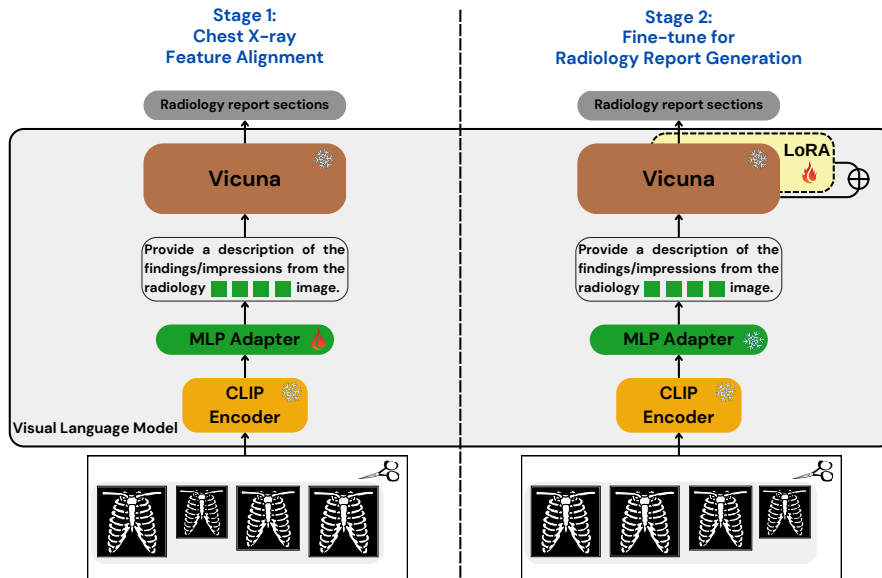 Stage 1:
Chest X-ray
Feature Alignment
Radiology report sections
Vicuna
Provide a description of the
findings/impressions from the
radiology image.
MLP Adapter
CLIP
Encoder
Visual Language Model
Stage 2:
Fine-tune for
Radiology Report Generation
Radiology report sections
LoRA
Vicuna
Provide a description of the
findings/impressions from the
radiology image.
MLP Adapter
CLIP
Encoder